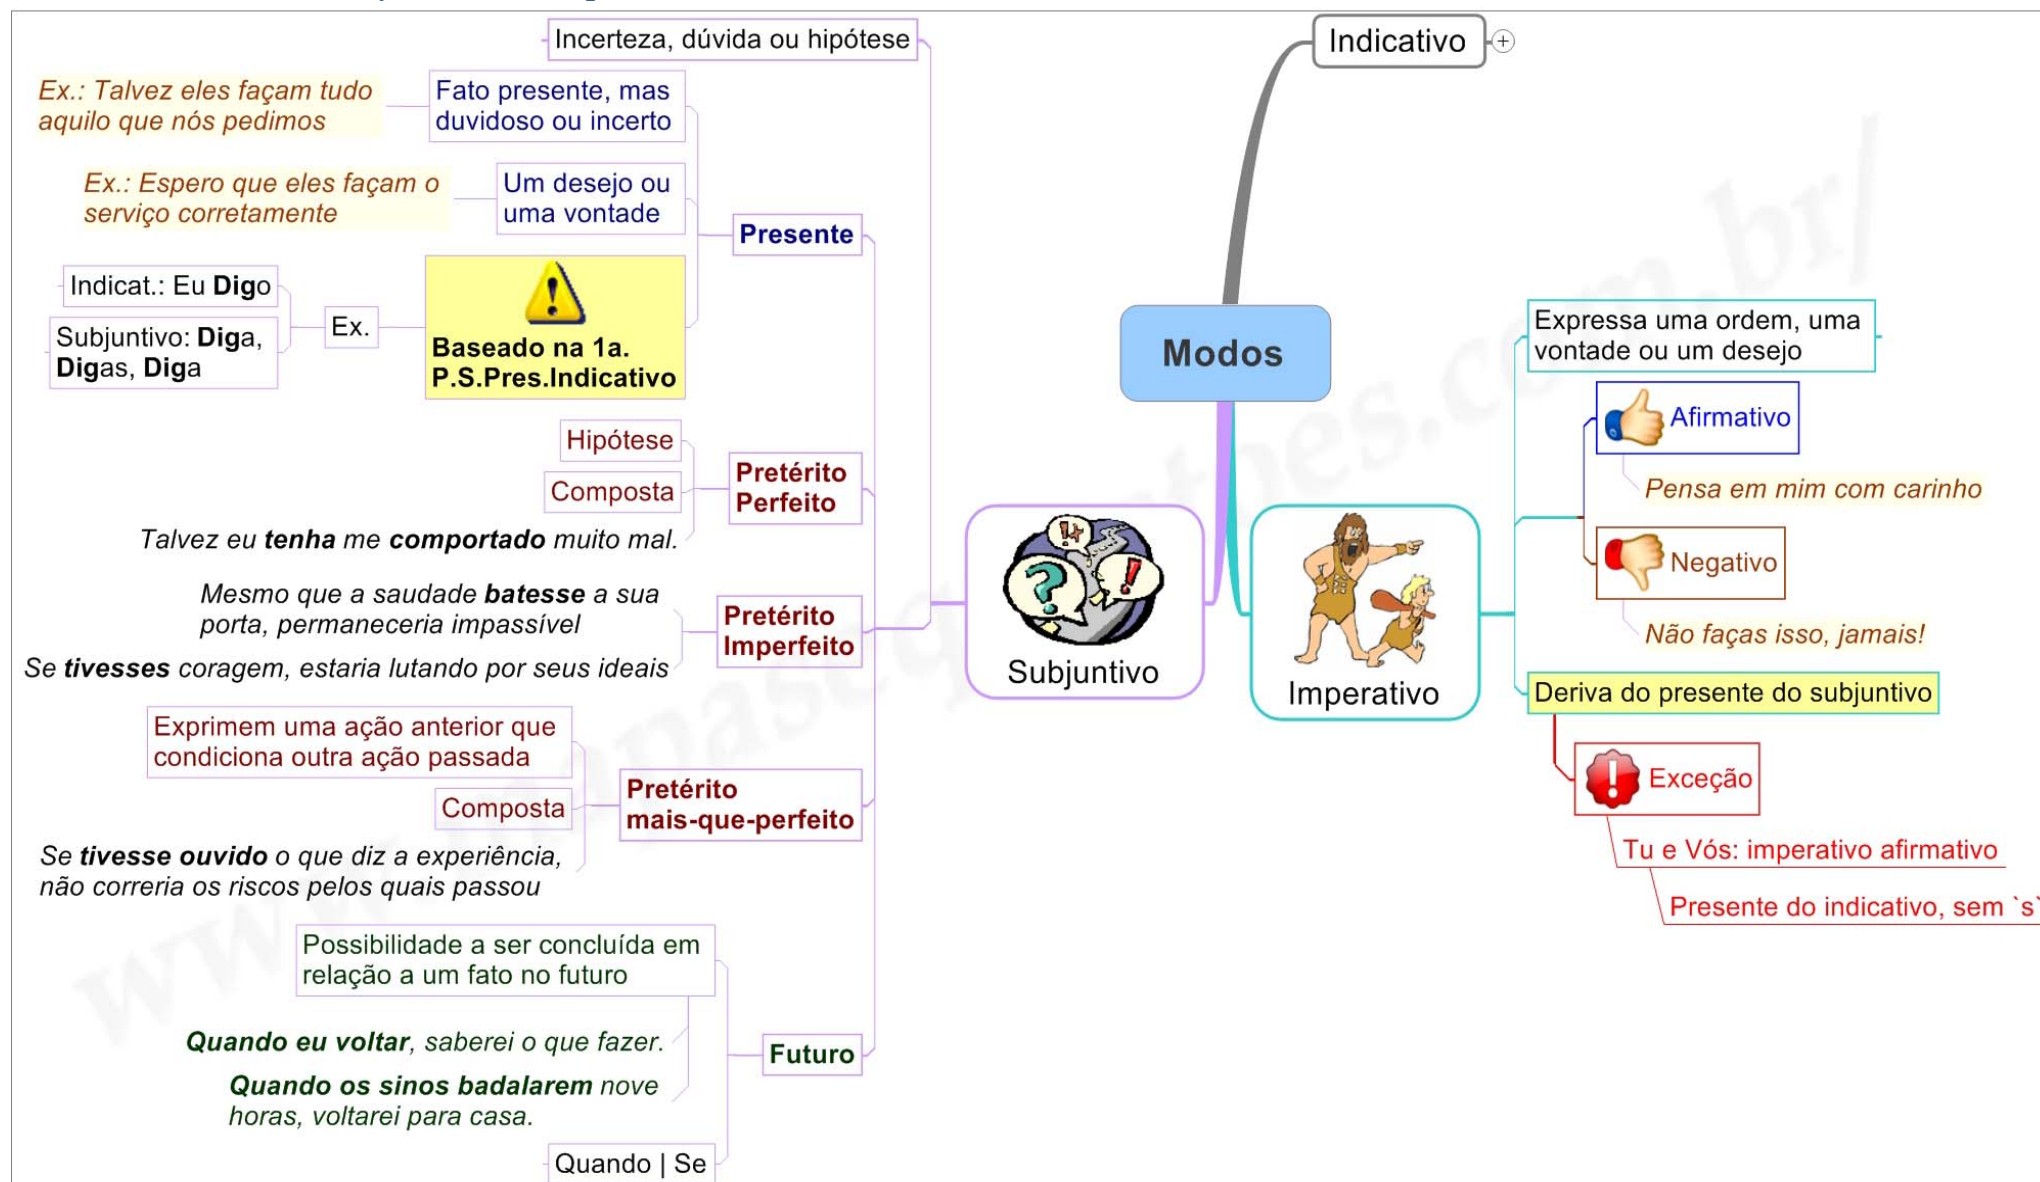 Incerteza, dúvida ou hipótese
Ex.: Talvez eles façam tudo
aquilo que nós pedimos
Fato presente, mas
duvidoso ou incerto
Ex.: Espero que eles façam o
serviço corretamente
Um desejo ou
uma vontade
Presente
Indicat.: Eu Digo
Subjuntivo: Diga,
Digas, Diga
Ex.
Baseado na 1a.
P.S.Pres.Indicativo
Hipótese
Composta
Talvez eu tenha me comportado muito mal.
Pretérito
Perfeito
Mesmo que a saudade batesse a sua
porta, permaneceria impassível
Se tivesses coragem, estaria lutando por seus ideais
Pretérito
Imperfeito
Exprimem uma ação anterior que
condiciona outra ação passada
Composta
Se tivesse ouvido o que diz a experiência,
não correria os riscos pelos quais passou
Pretérito
mais-que-perfeito
Possibilidade a ser concluída em
relação a um fato no futuro
Quando eu voltar, saberei o que fazer.
Quando os sinos badalarem nove
horas, voltarei para casa.
Quando | Se
Futuro
Subjuntivo
Modos
Indicativo
Imperativo
Expressa uma ordem, uma
vontade ou um desejo
Afirmativo
Pensa em mim com carinho
Negativo
Não faças isso, jamais!
Deriva do presente do subjuntivo
Exceção
Tu e Vós: imperativo afirmativo
Presente do indicativo, sem `s`